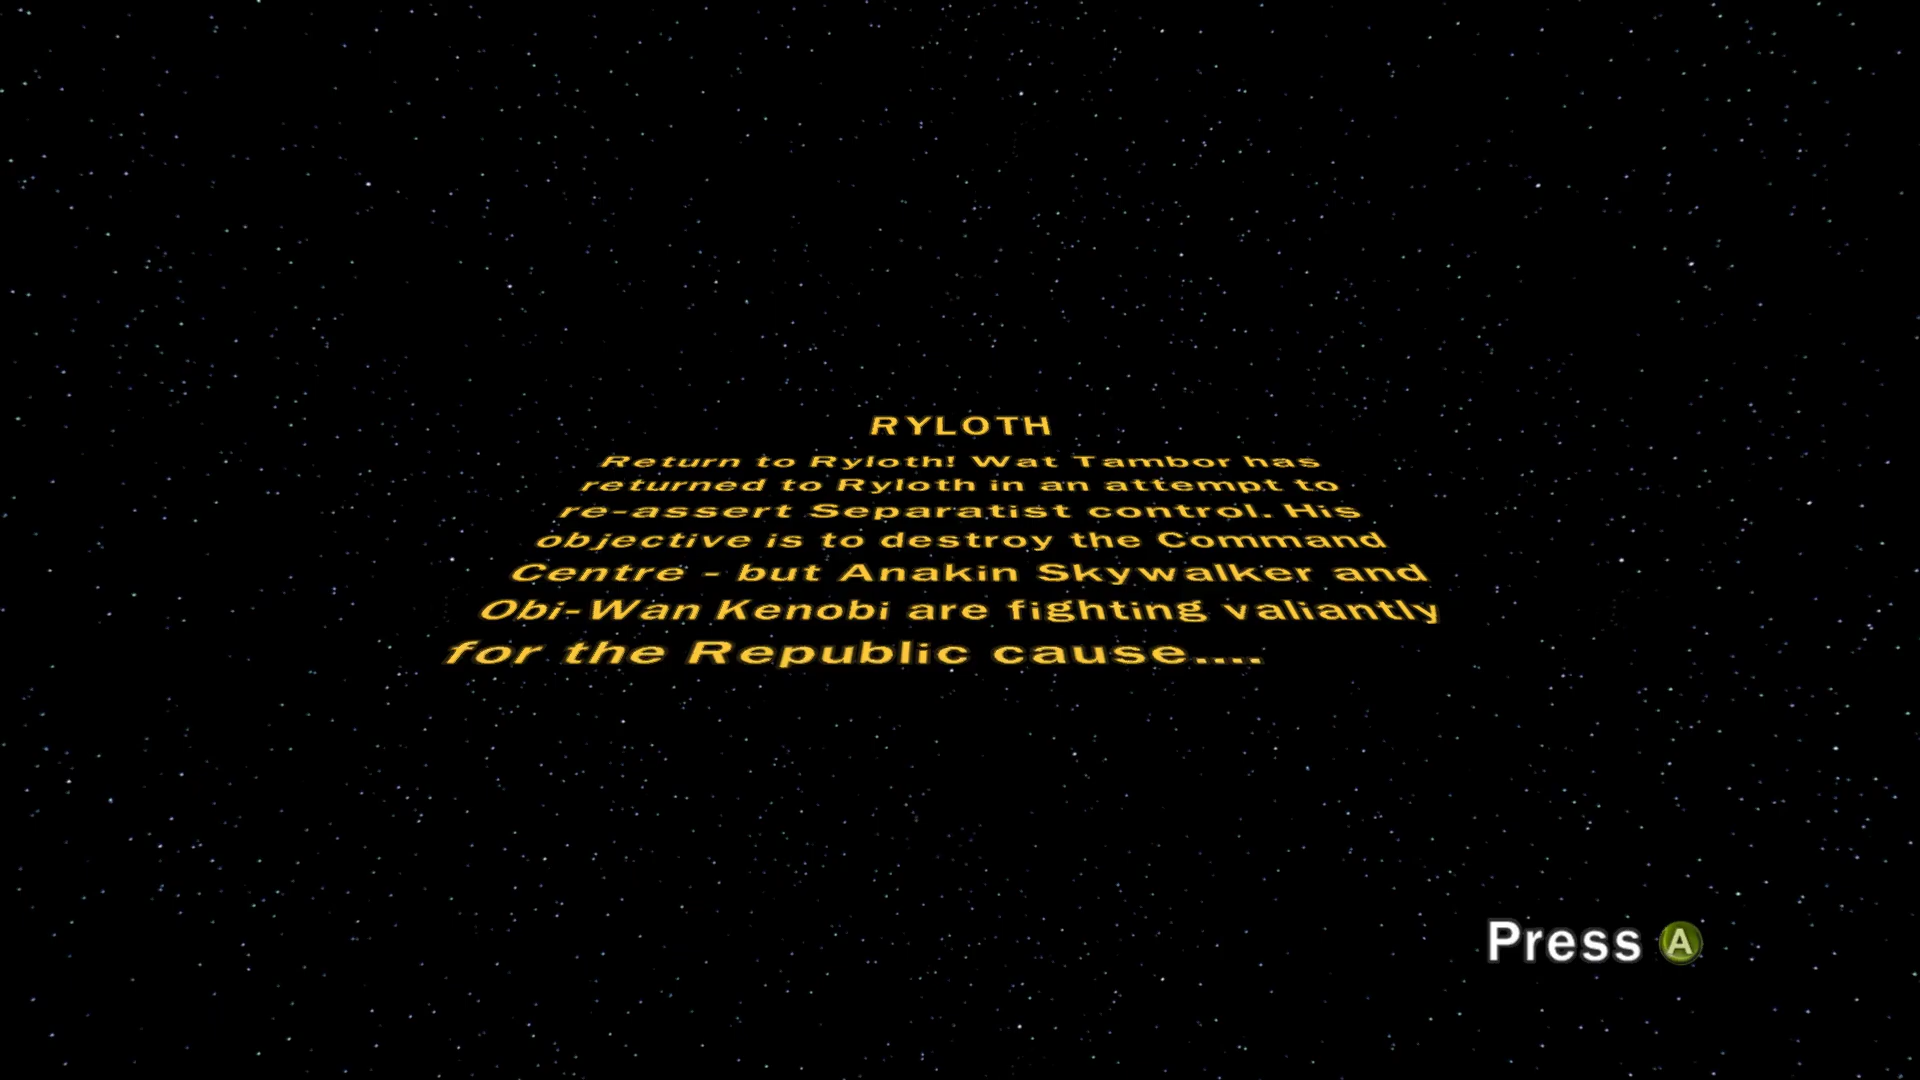 RYLOTH
Return to Ryloth! Wat Tambor has
returned to Ryloth in an attempt to
re-assert Separatist control. His
objective is to destroy the Command
Centre - but Anakin Skywalker and
Obi-Wan Kenobi are fighting valiantly
for the Republic cause....
Press A